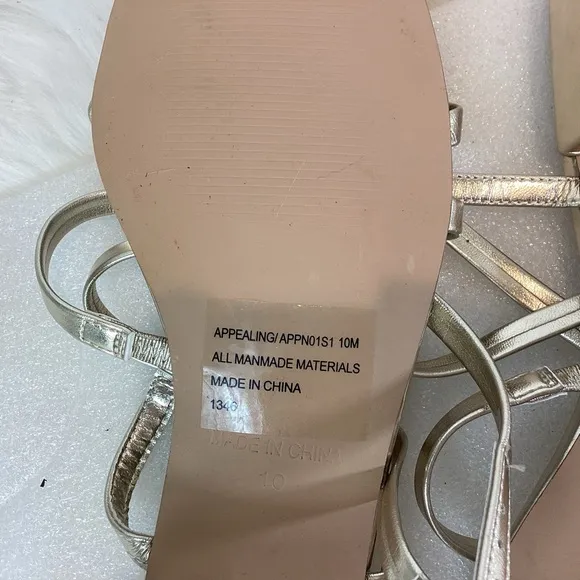 APPEALING/APPN01S1 10M
ALL MANMADE MATERIALS
MADE IN CHINA
1346
MADE IN CHINA
10